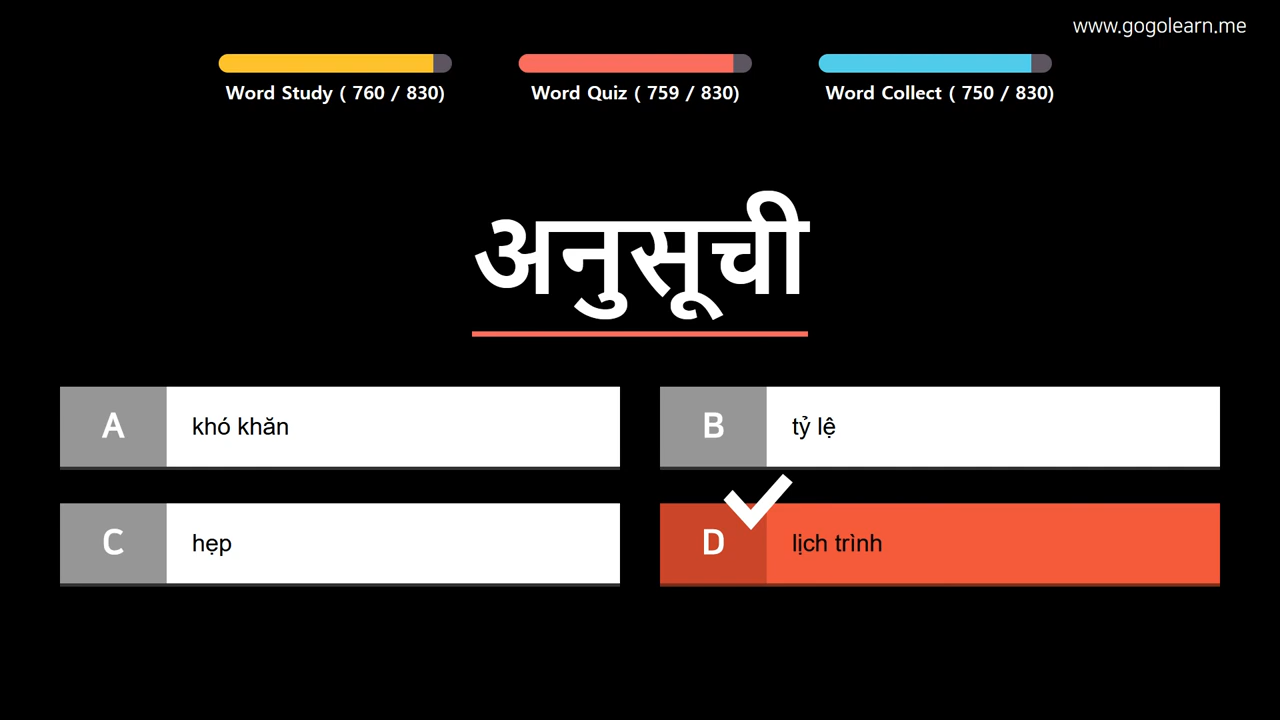 www.gogolearn.me
Word Study ( 760 / 830)
Word Quiz ( 759 / 830)
Word Collect ( 750 / 830)
अनुसूची
A khó khăn
B tỷ lệ
C hẹp
D lịch trình